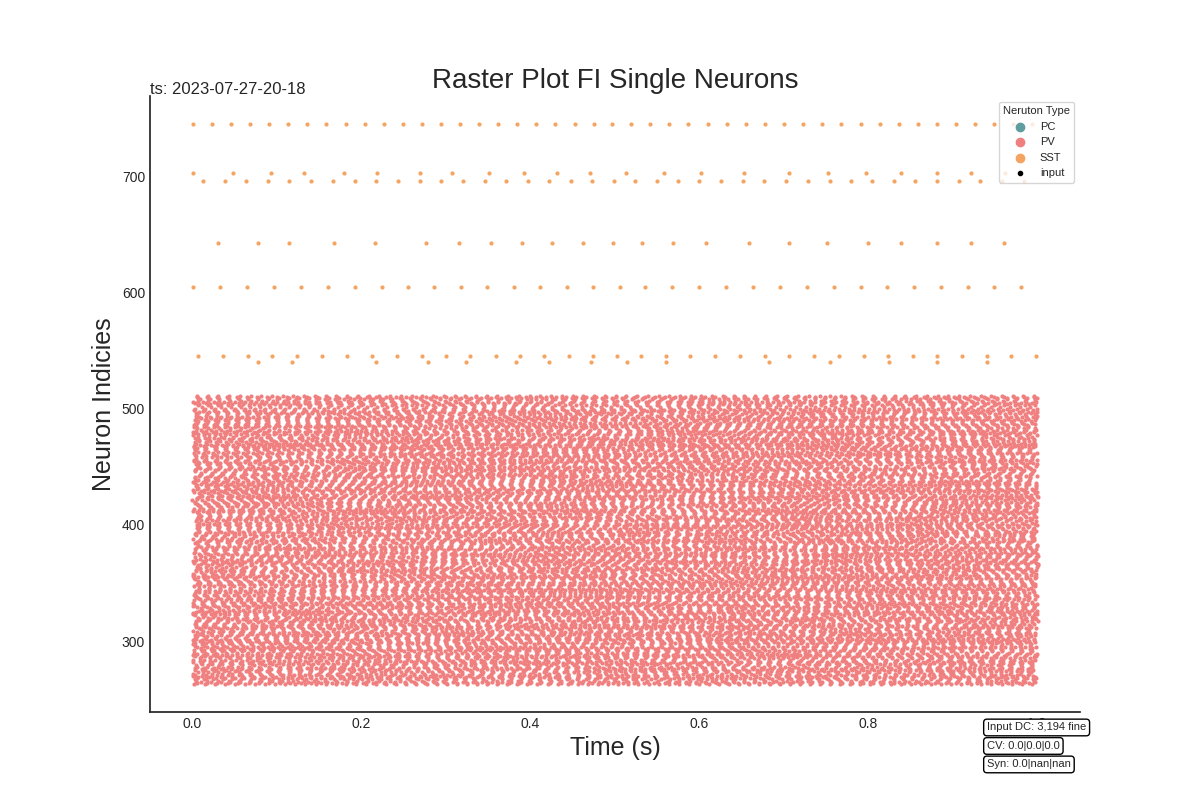 Raster Plot FI Single Neurons
ts: 2023-07-27-20-18
Neruton Type
PC
PV
SST
input
Neuron Indicies
700
600
500
400
300
0.0 0.2 0.4 0.6 0.8
Time (s)
Input DC: 3,194 fine
CV: 0.0|0.0|0.0
Syn: 0.0|nan|nan